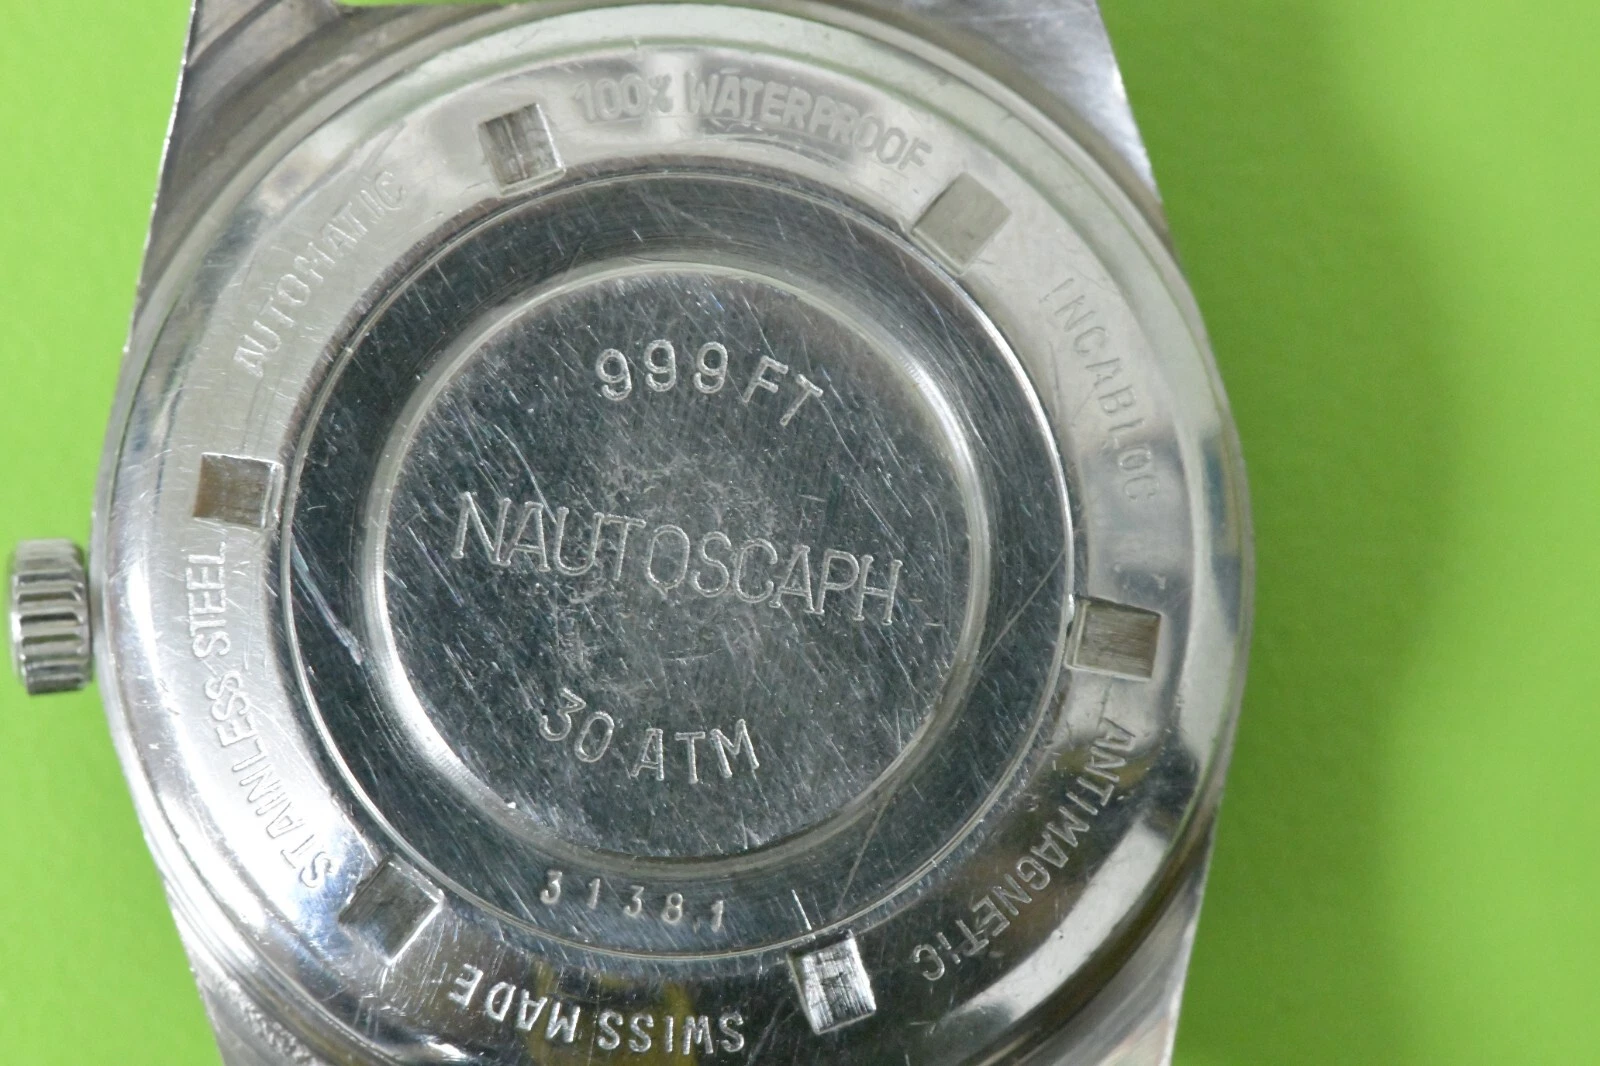 100% WATERPROOF
INCABLOC
ANTIMAGNETiC
SWISS MADE
STAINLESS STEEL
AUTOMATIC
999 FT
NAUTOSCAPH
30 ATM
31381